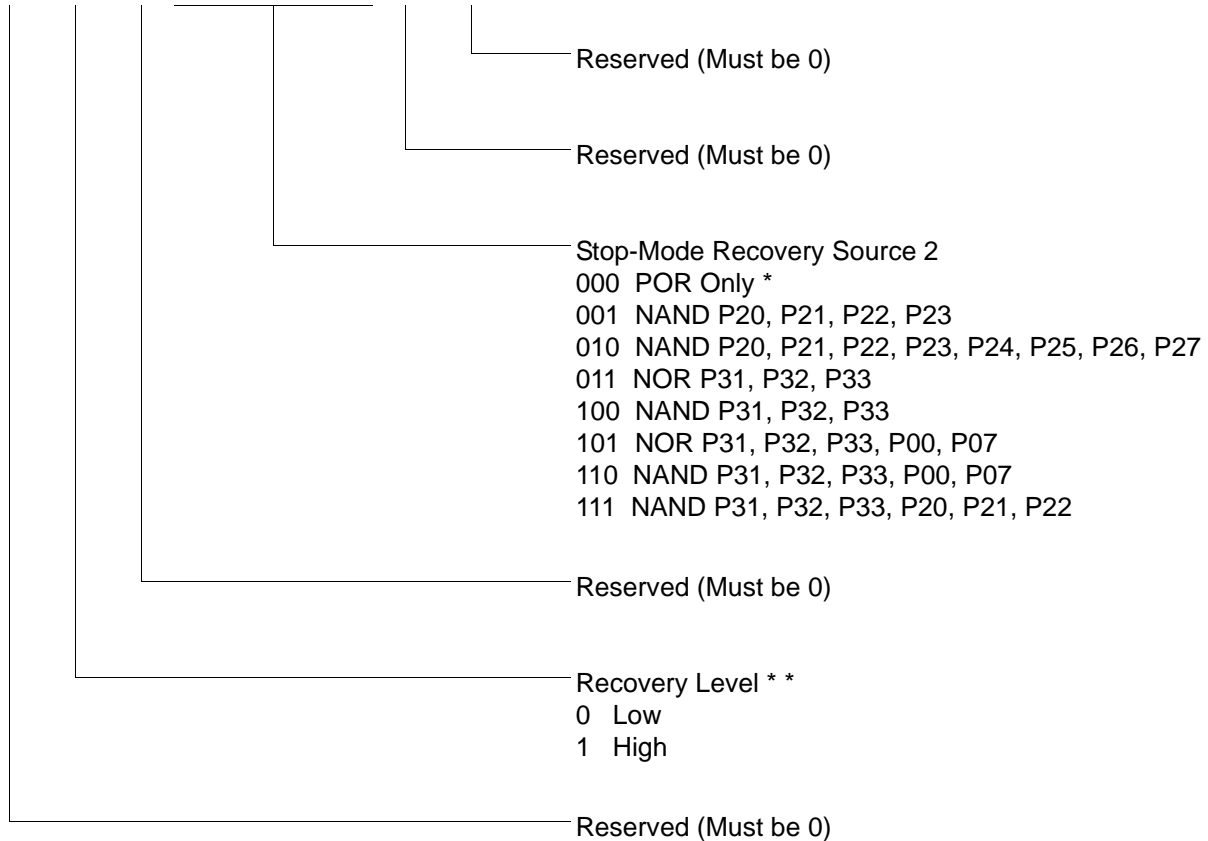 Reserved (Must be 0)
Reserved (Must be 0)
Stop-Mode Recovery Source 2
000 POR Only *
001 NAND P20, P21, P22, P23
010 NAND P20, P21, P22, P23, P24, P25, P26, P27
011 NOR P31, P32, P33
100 NAND P31, P32, P33
101 NOR P31, P32, P33, P00, P07
110 NAND P31, P32, P33, P00, P07
111 NAND P31, P32, P33, P20, P21, P22
Reserved (Must be 0)
Recovery Level * *
0 Low
1 High
Reserved (Must be 0)